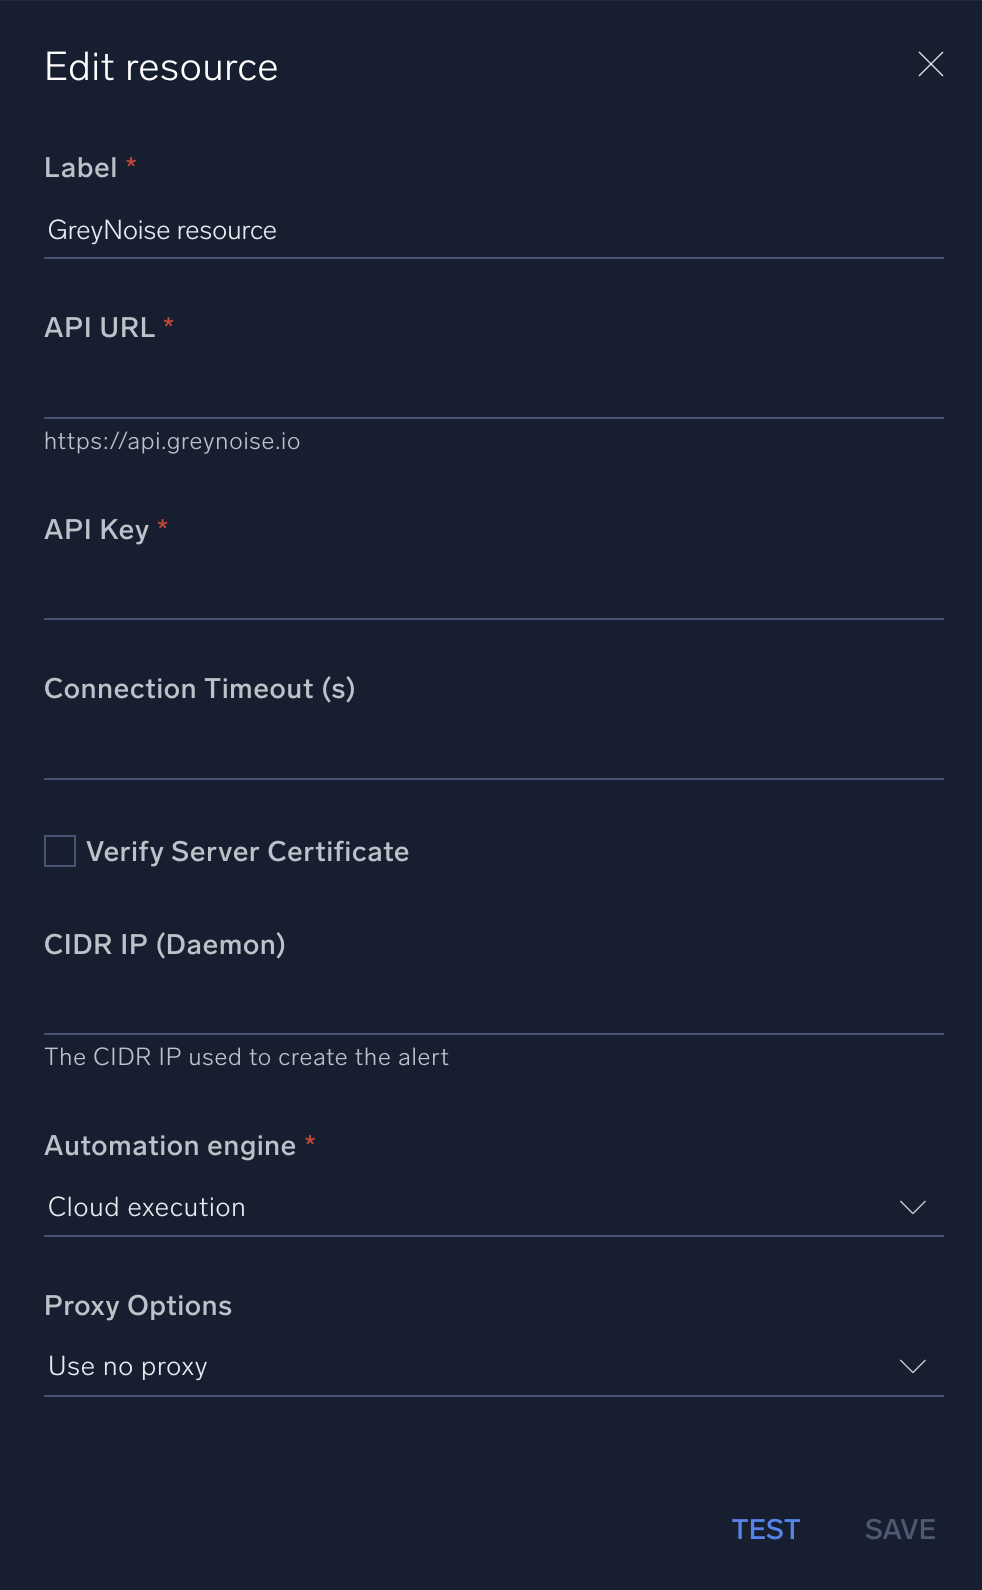 Edit resource
Label *
GreyNoise resource
API URL *
https://api.greynoise.io
API Key *
Connection Timeout (s)
Verify Server Certificate
CIDR IP (Daemon)
The CIDR IP used to create the alert
Automation engine *
Cloud execution
Proxy Options
Use no proxy
TEST SAVE